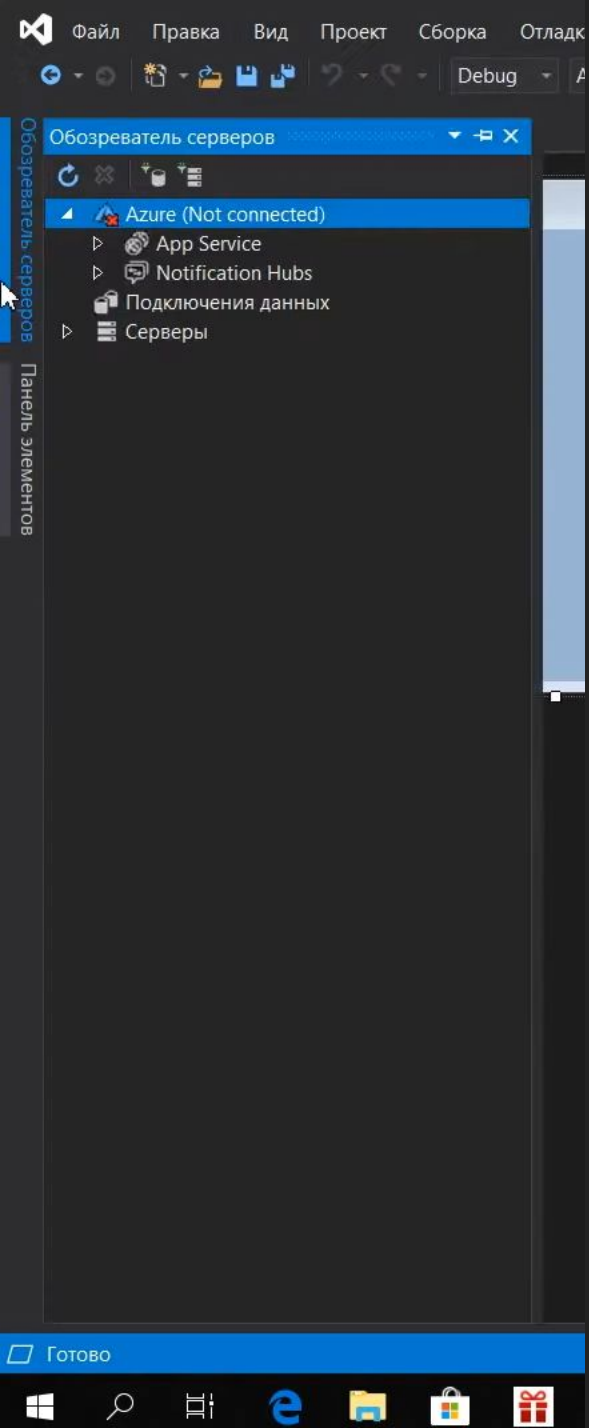 Файл Правка Вид Проект Сборка Отладк
Debug
Обозреватель серверов
Обозреватель серверов
Azure (Not connected)
App Service
Notification Hubs
Подключения данных
Серверы
Панель элементов
Готово